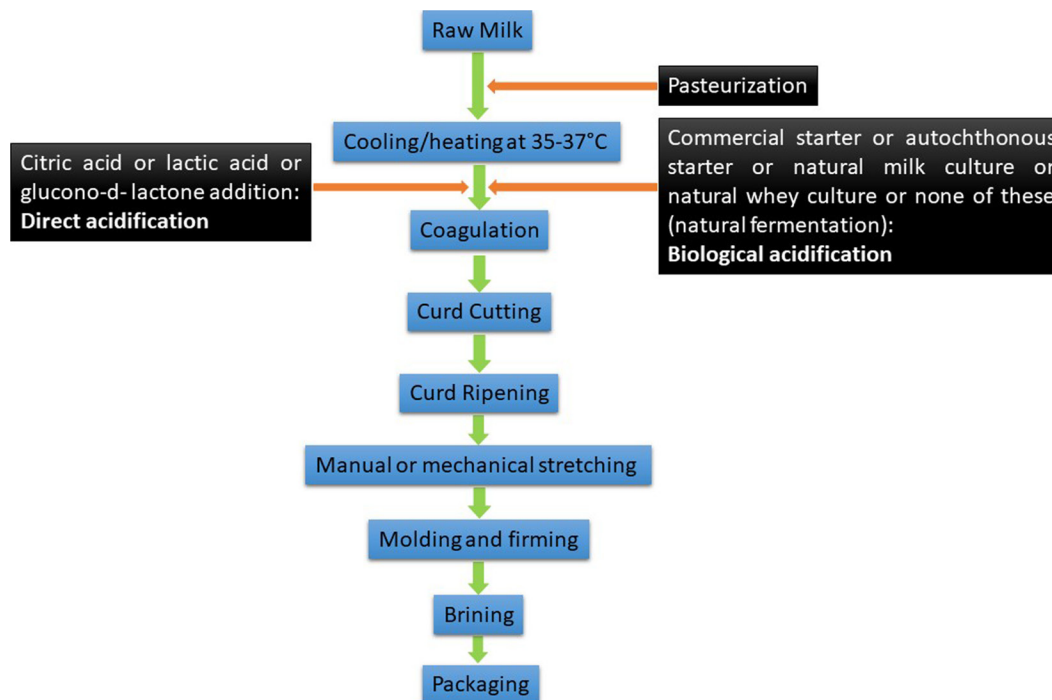 Raw Milk
Pasteurization
Cooling/heating at 35-37°C
Citric acid or lactic acid or
glucono-d- lactone addition:
Direct acidification
Commercial starter or autochthonous
starter or natural milk culture or
natural whey culture or none of these
(natural fermentation):
Biological acidification
Coagulation
Curd Cutting
Curd Ripening
Manual or mechanical stretching
Molding and firming
Brining
Packaging